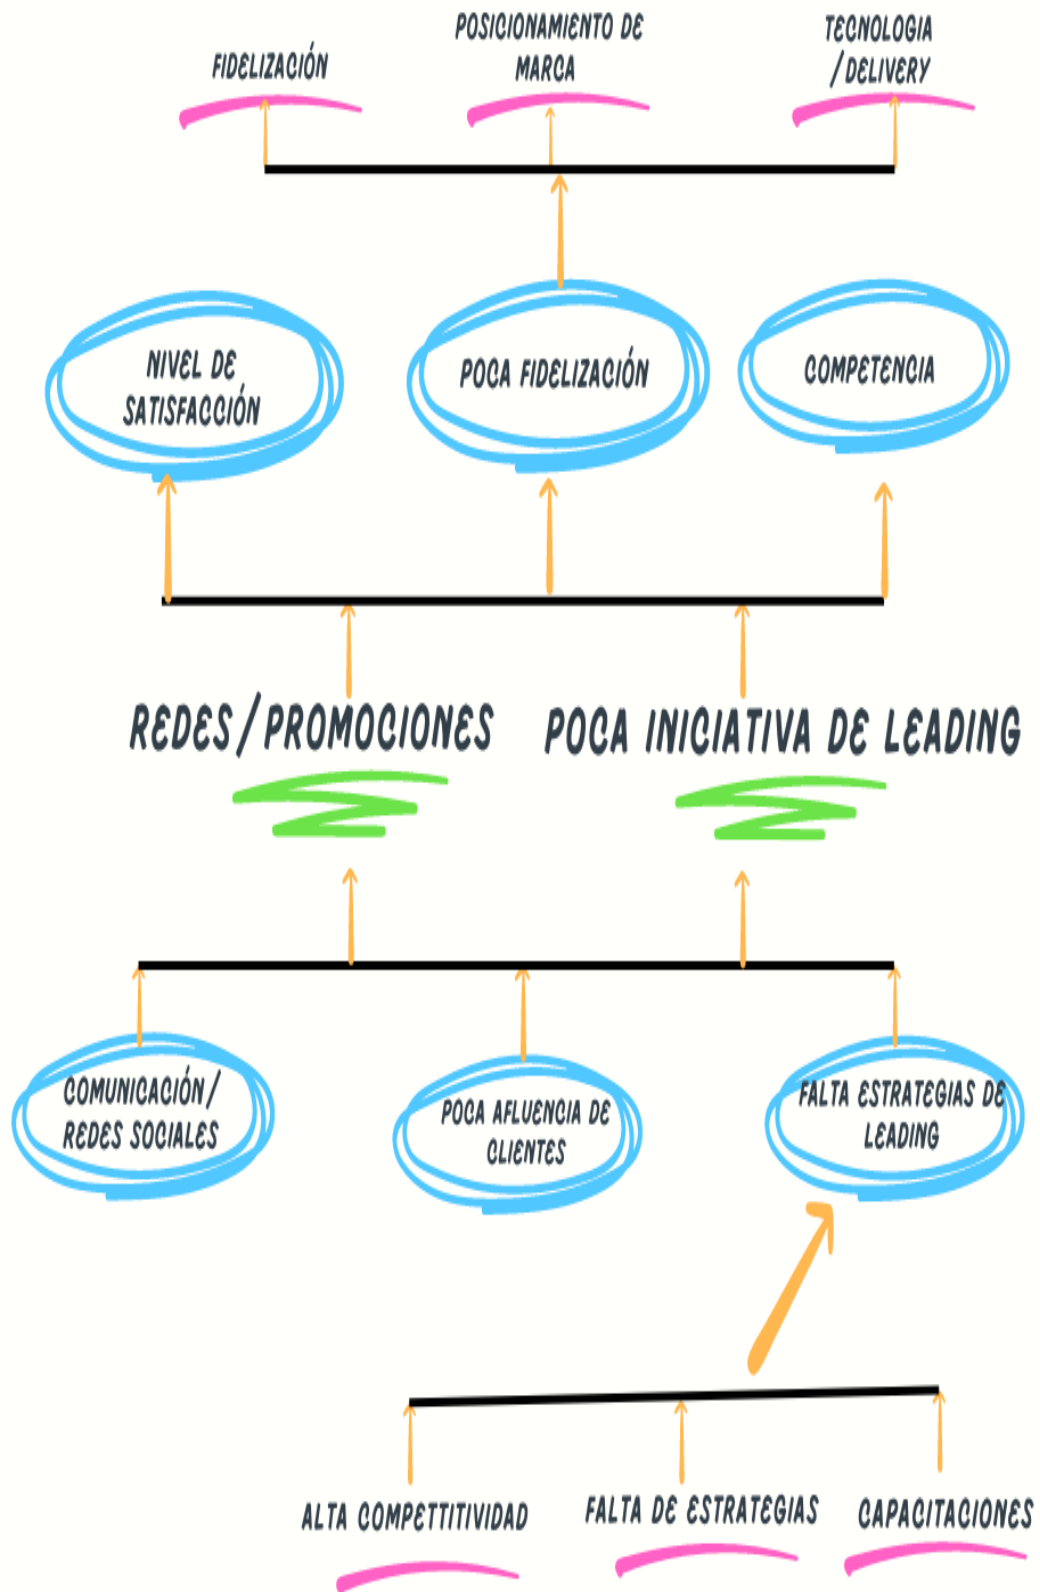 FIDELIZACIÓN
POSICIONAMIENTO DE
MARCA
TECNOLOGIA
/DELIVERY
NIVEL DE
SATISFACCIÓN
POCA FIDELIZACIÓN
COMPETENCIA
REDES/PROMOCIONES
POCA INICIATIVA DE LEADING
COMUNICACIÓN/
REDES SOCIALES
POCA AFLUENCIA DE
CLIENTES
FALTA ESTRATEGIAS DE
LEADING
ALTA COMPETTITIVIDAD
FALTA DE ESTRATEGIAS
CAPACITACIONES